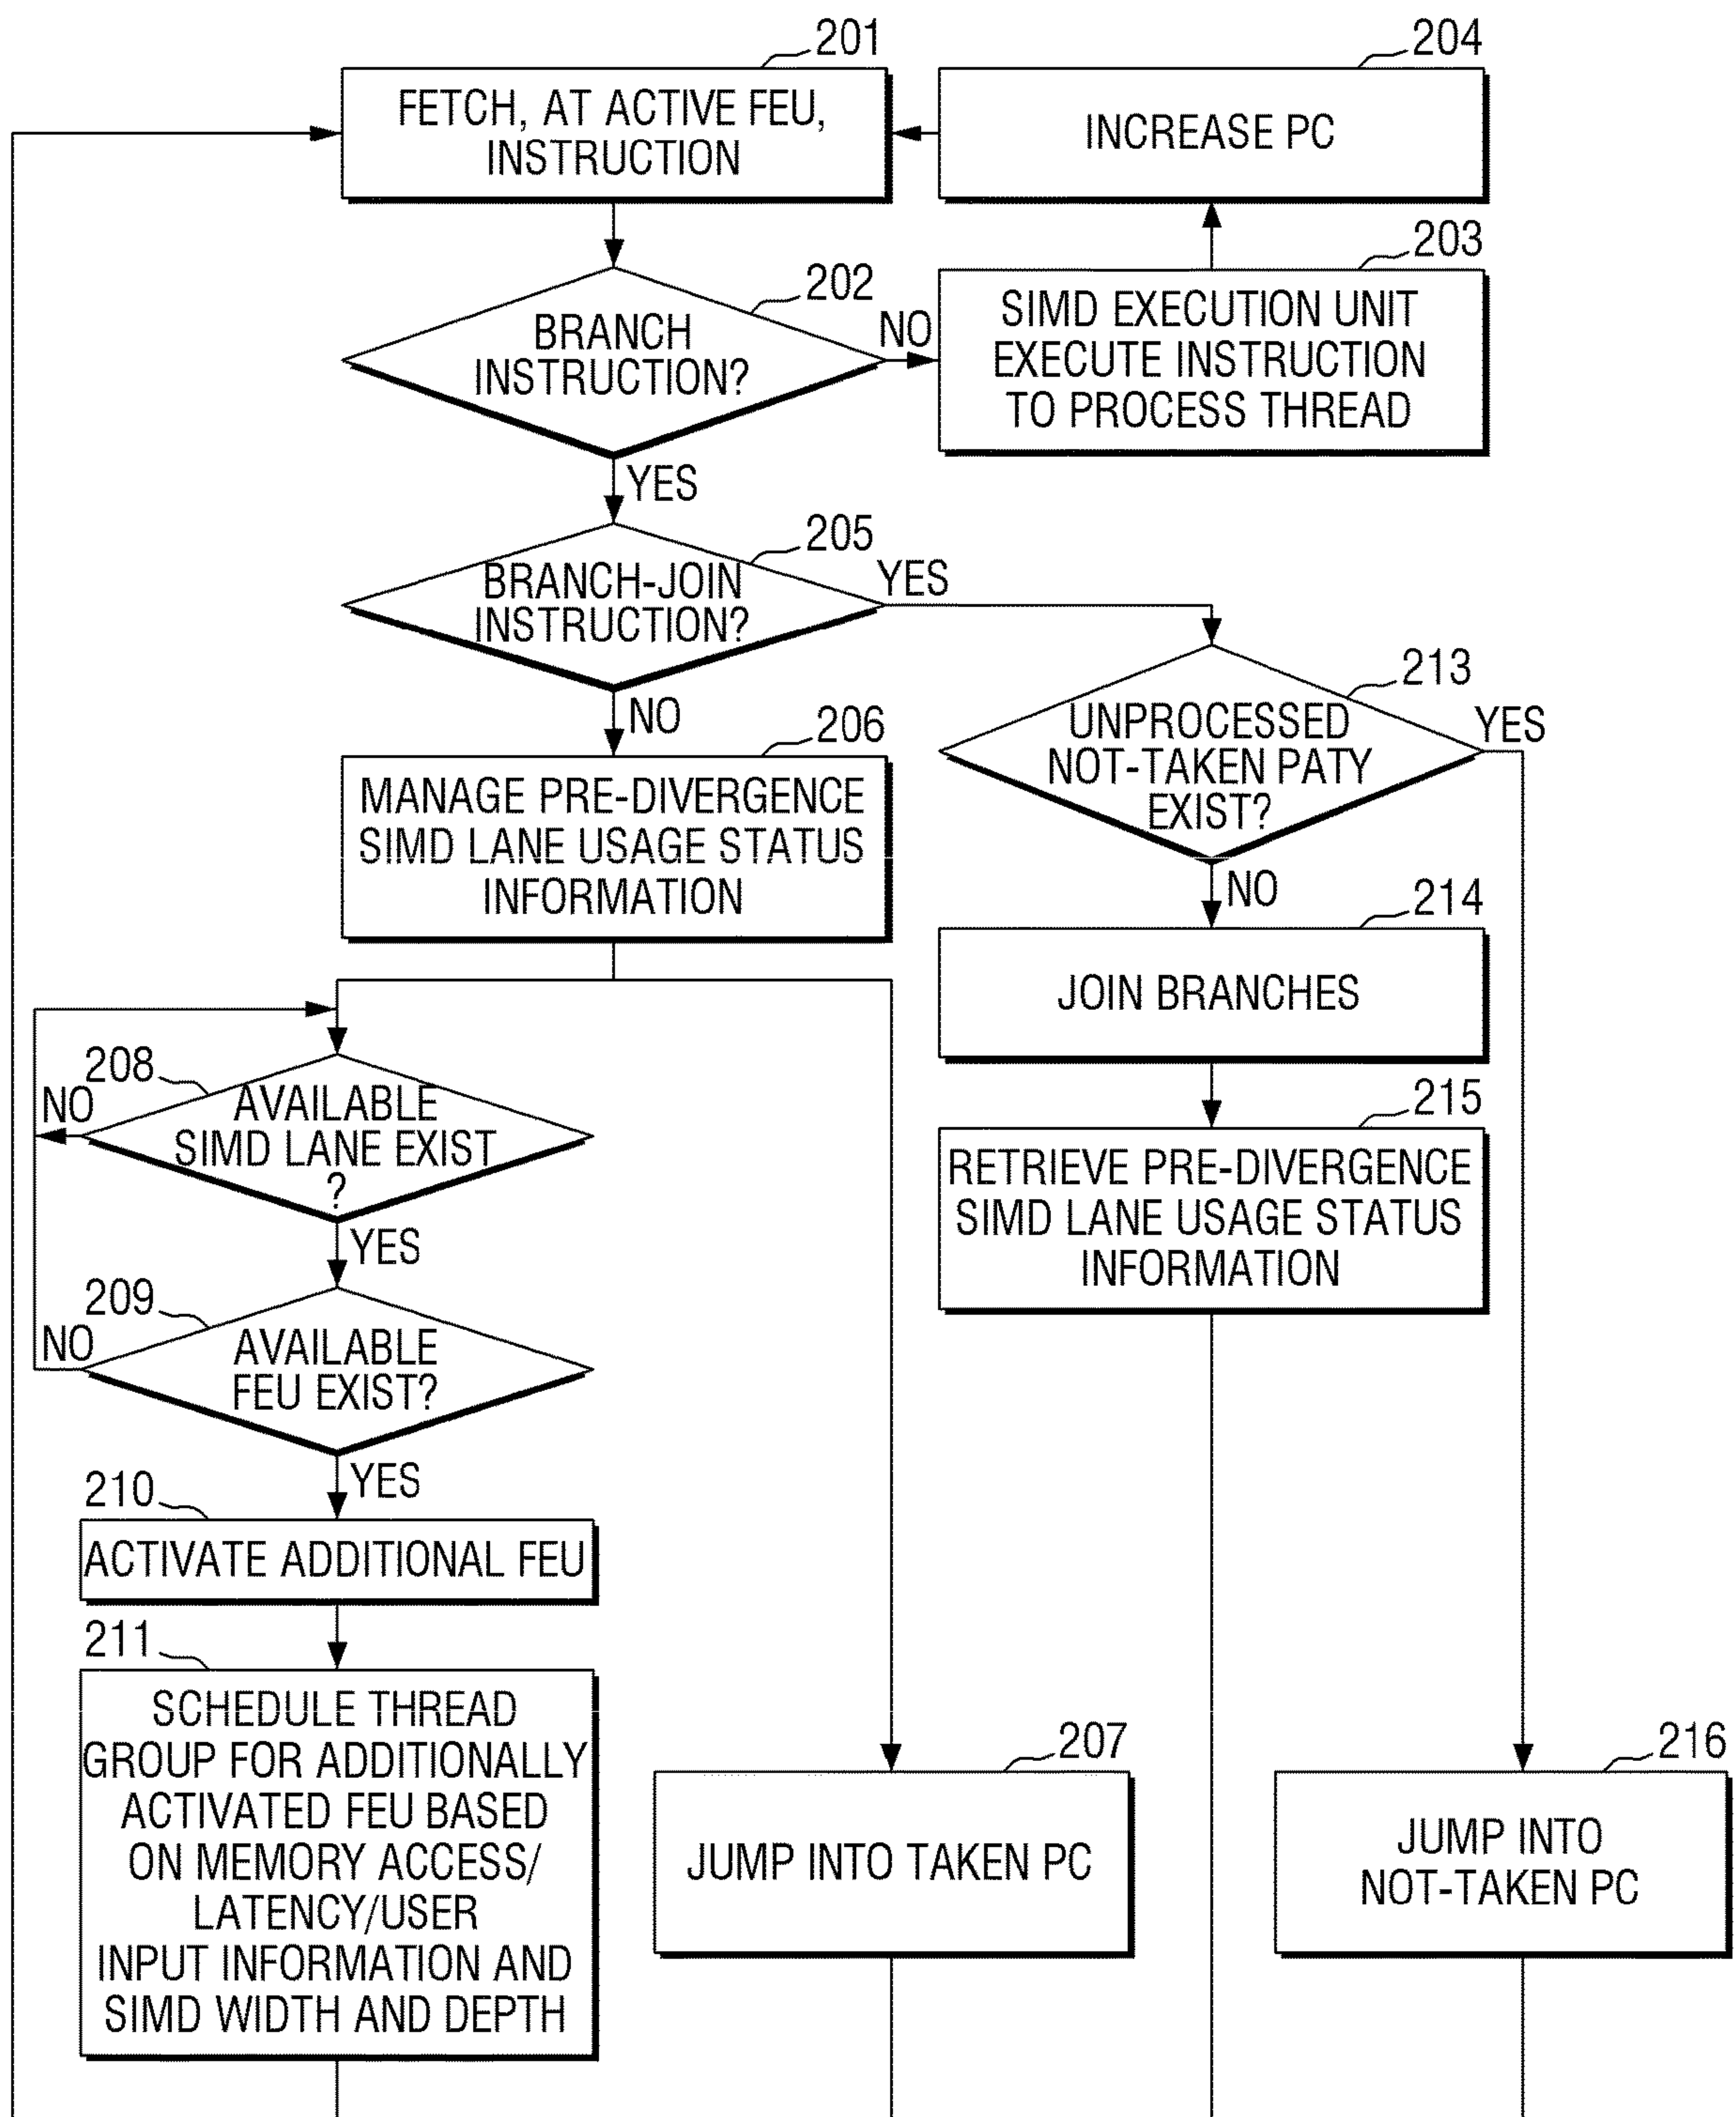 201
FETCH, AT ACTIVE FEU,
INSTRUCTION
204
INCREASE PC
202
BRANCH
INSTRUCTION?
NO
203
SIMD EXECUTION UNIT
EXECUTE INSTRUCTION
TO PROCESS THREAD
YES
205
BRANCH-JOIN
INSTRUCTION?
YES
NO
213
UNPROCESSED
NOT-TAKEN PATY
EXIST?
YES
NO
206
MANAGE PRE-DIVERGENCE
SIMD LANE USAGE STATUS
INFORMATION
214
JOIN BRANCHES
215
RETRIEVE PRE-DIVERGENCE
SIMD LANE USAGE STATUS
INFORMATION
208
NO
AVAILABLE
SIMD LANE EXIST
?
YES
209
NO
AVAILABLE
FEU EXIST?
YES
210
ACTIVATE ADDITIONAL FEU
211
SCHEDULE THREAD
GROUP FOR ADDITIONALLY
ACTIVATED FEU BASED
ON MEMORY ACCESS/
LATENCY/USER
INPUT INFORMATION AND
SIMD WIDTH AND DEPTH
207
JUMP INTO TAKEN PC
216
JUMP INTO
NOT-TAKEN PC